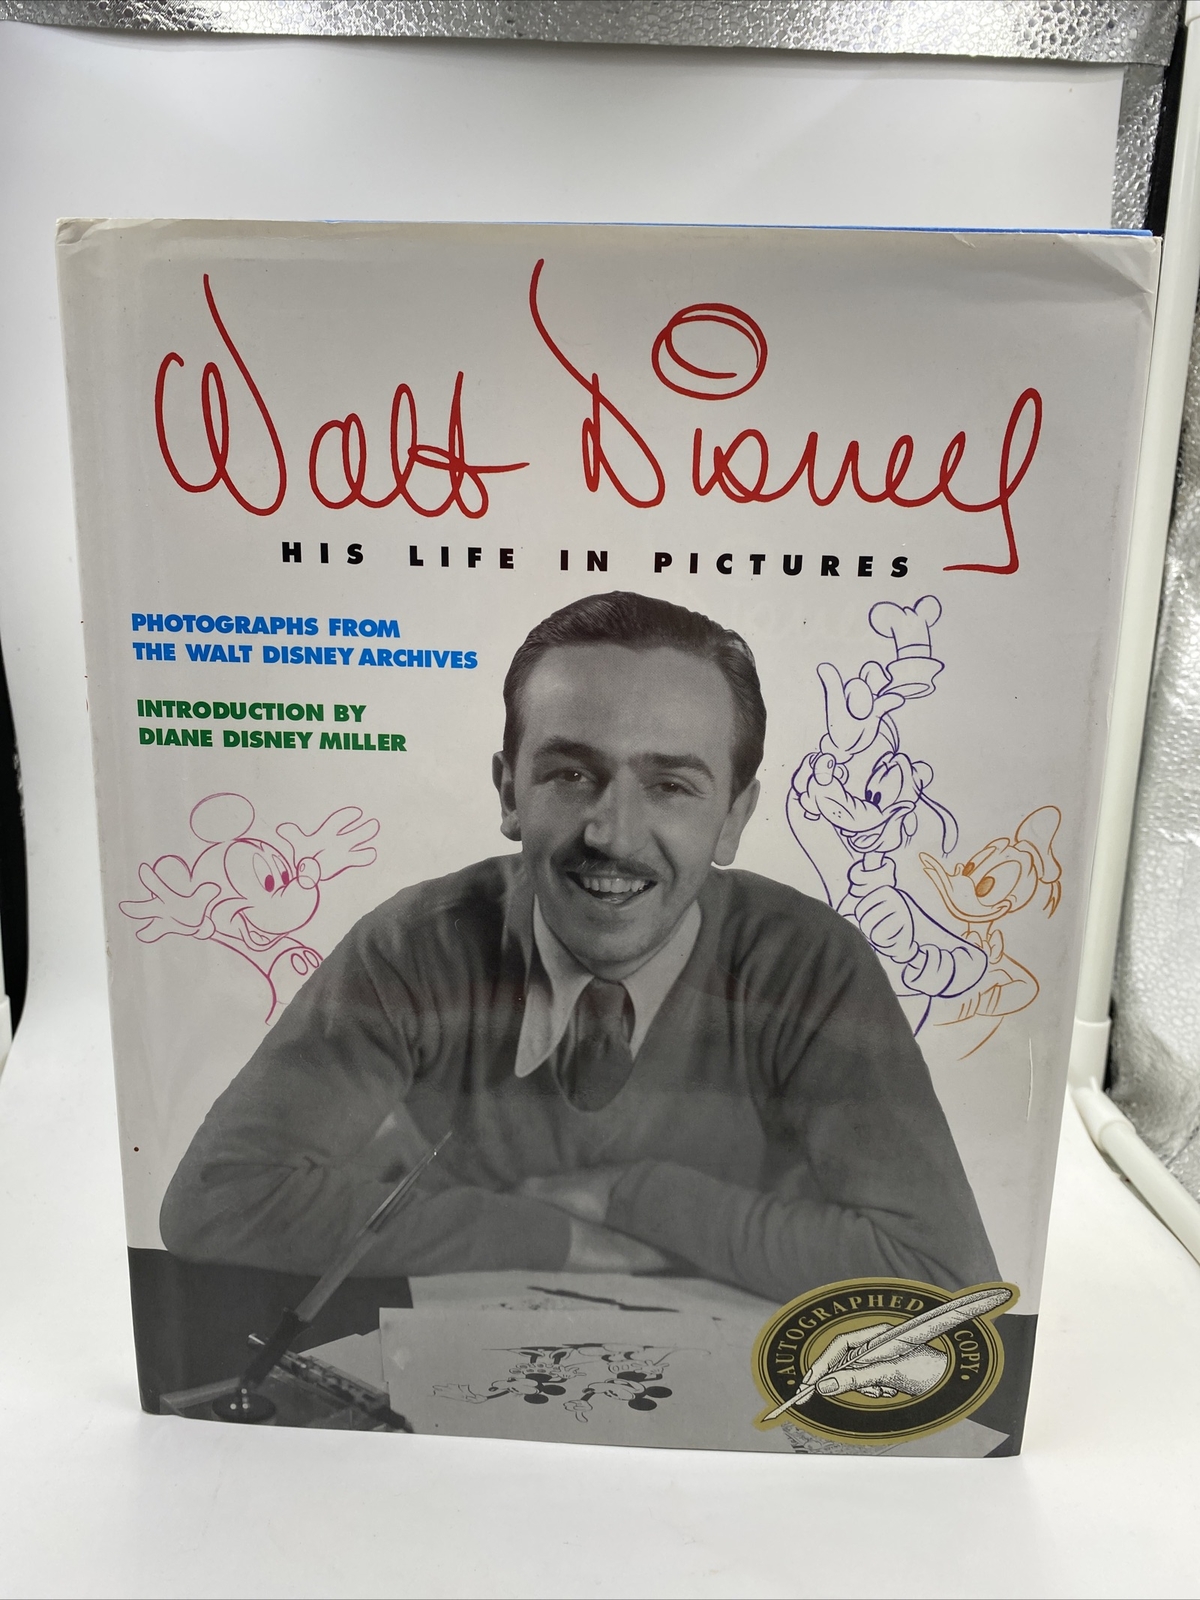 Walt Disney
HIS LIFE IN PICTURES
PHOTOGRAPHS FROM
THE WALT DISNEY ARCHIVES
INTRODUCTION BY
DIANE DISNEY MILLER
• AUTOGRAPHED COPY •